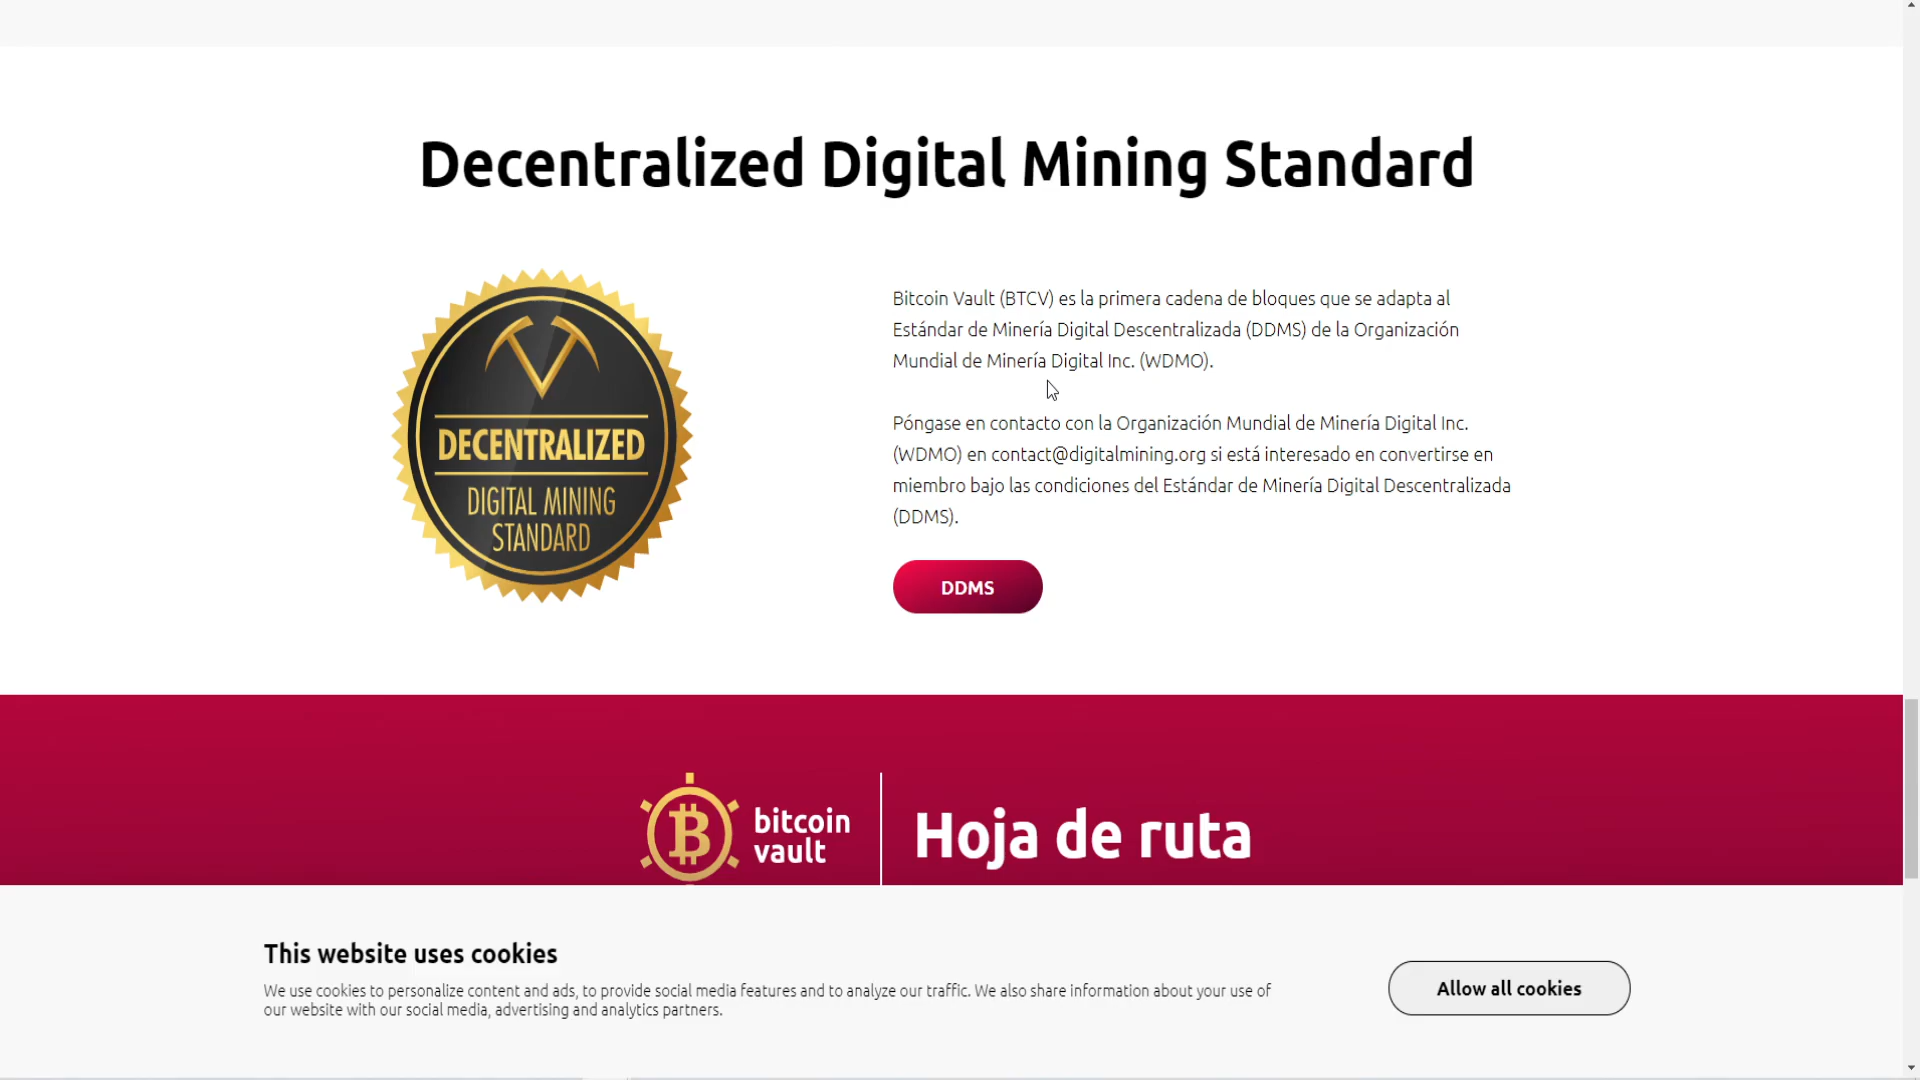 Decentralized Digital Mining Standard
DECENTRALIZED
DIGITAL MINING
STANDARD
Bitcoin Vault (BTCV) es la primera cadena de bloques que se adapta al
Estándar de Minería Digital Descentralizada (DDMS) de la Organización
Mundial de Minería Digital Inc. (WDMO).
Póngase en contacto con la Organización Mundial de Minería Digital Inc.
(WDMO) en contact@digitalmining.org si está interesado en convertirse en
miembro bajo las condiciones del Estándar de Minería Digital Descentralizada
(DDMS).
DDMS
bitcoin
vault
Hoja de ruta
This website uses cookies
We use cookies to personalize content and ads, to provide social media features and to analyze our traffic. We also share information about your use of
our website with our social media, advertising and analytics partners.
Allow all cookies